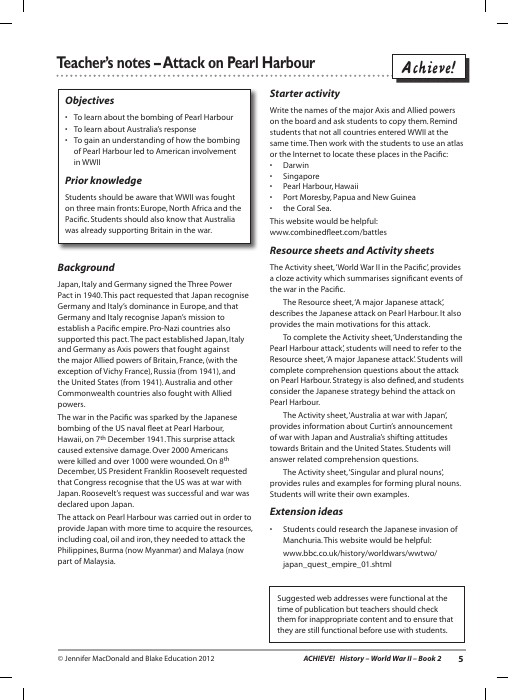 Teacher's notes – Attack on Pearl Harbour
Achieve!
Objectives
• To learn about the bombing of Pearl Harbour
• To learn about Australia's response
• To gain an understanding of how the bombing
of Pearl Harbour led to American involvement
in WWII
Prior knowledge
Students should be aware that WWII was fought
on three main fronts: Europe, North Africa and the
Pacific. Students should also know that Australia
was already supporting Britain in the war.
Background
Japan, Italy and Germany signed the Three Power
Pact in 1940. This pact requested that Japan recognise
Germany and Italy's dominance in Europe, and that
Germany and Italy recognise Japan's mission to
establish a Pacific empire. Pro-Nazi countries also
supported this pact. The pact established Japan, Italy
and Germany as Axis powers that fought against
the major Allied powers of Britain, France, (with the
exception of Vichy France), Russia (from 1941), and
the United States (from 1941). Australia and other
Commonwealth countries also fought with Allied
powers.
The war in the Pacific was sparked by the Japanese
bombing of the US naval fleet at Pearl Harbour,
Hawaii, on 7th December 1941. This surprise attack
caused extensive damage. Over 2000 Americans
were killed and over 1000 were wounded. On 8th
December, US President Franklin Roosevelt requested
that Congress recognise that the US was at war with
Japan. Roosevelt's request was successful and war was
declared upon Japan.
The attack on Pearl Harbour was carried out in order to
provide Japan with more time to acquire the resources,
including coal, oil and iron, they needed to attack the
Philippines, Burma (now Myanmar) and Malaya (now
part of Malaysia.
Starter activity
Write the names of the major Axis and Allied powers
on the board and ask students to copy them. Remind
students that not all countries entered WWII at the
same time. Then work with the students to use an atlas
or the Internet to locate these places in the Pacific:
• Darwin
• Singapore
• Pearl Harbour, Hawaii
• Port Moresby, Papua and New Guinea
• the Coral Sea.
This website would be helpful:
www.combinedfleet.com/battles
Resource sheets and Activity sheets
The Activity sheet, 'World War II in the Pacific', provides
a cloze activity which summarises significant events of
the war in the Pacific.
The Resource sheet, 'A major Japanese attack',
describes the Japanese attack on Pearl Harbour. It also
provides the main motivations for this attack.
To complete the Activity sheet, 'Understanding the
Pearl Harbour attack', students will need to refer to the
Resource sheet, 'A major Japanese attack'. Students will
complete comprehension questions about the attack
on Pearl Harbour. Strategy is also defined, and students
consider the Japanese strategy behind the attack on
Pearl Harbour.
The Activity sheet, 'Australia at war with Japan',
provides information about Curtin's announcement
of war with Japan and Australia's shifting attitudes
towards Britain and the United States. Students will
answer related comprehension questions.
The Activity sheet, 'Singular and plural nouns',
provides rules and examples for forming plural nouns.
Students will write their own examples.
Extension ideas
• Students could research the Japanese invasion of
Manchuria. This website would be helpful:
www.bbc.co.uk/history/worldwars/wwtwo/
japan_quest_empire_01.shtml
Suggested web addresses were functional at the
time of publication but teachers should check
them for inappropriate content and to ensure that
they are still functional before use with students.
© Jennifer MacDonald and Blake Education 2012
ACHIEVE! History – World War II – Book 2 5